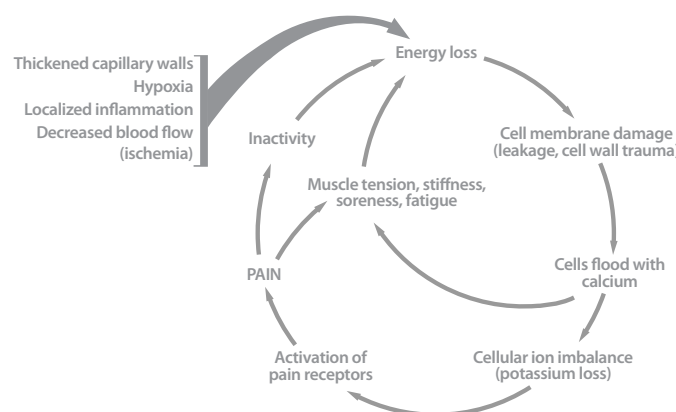 Thickened capillary walls
Hypoxia
Localized inflammation
Decreased blood flow
(ischemia)
Energy loss
Cell membrane damage
(leakage, cell wall trauma)
Cells flood with
calcium
Cellular ion imbalance
(potassium loss)
Activation of
pain receptors
PAIN
Inactivity
Muscle tension, stiffness,
soreness, fatigue